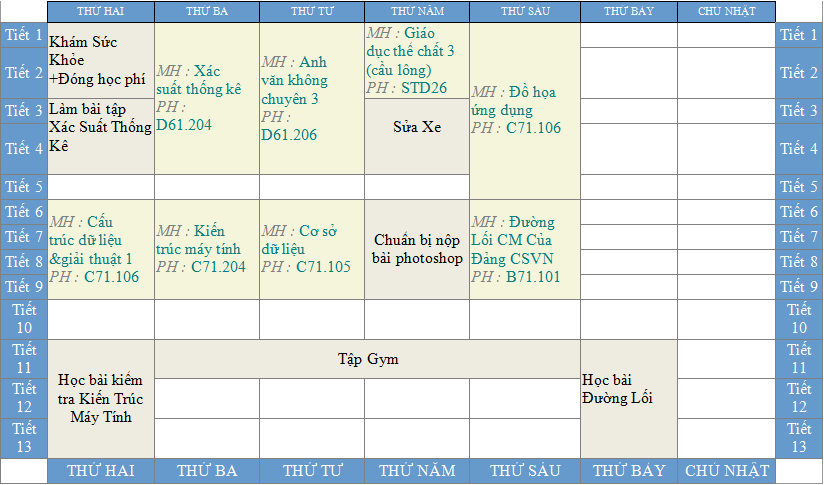 THỨ HAI THỨ BA THỨ TƯ THỨ NĂM THỨ SÁU THỨ BẢY CHỦ NHẬT
Tiết 1
Tiết 2
Tiết 3
Tiết 4
Tiết 5
Tiết 6
Tiết 7
Tiết 8
Tiết 9
Tiết
10
Tiết
11
Tiết
12
Tiết
13
Khám Sức
Khỏe
+Đóng học phí
Làm bài tập
Xác Suất Thống
Kê
MH : Cấu
trúc dữ liệu
&giải thuật 1
PH : C71.106
Học bài kiểm
tra Kiến Trúc
Máy Tính
MH : Xác
suất thống kê
PH :
D61.204
MH : Kiến
trúc máy tính
PH : C71.204
MH : Anh
văn không
chuyên 3
PH :
D61.206
MH : Cơ sở
dữ liệu
PH : C71.105
MH : Giáo
dục thể chất 3
(cầu lông)
PH : STD26
Sửa Xe
Chuẩn bị nộp
bài photoshop
MH : Đồ họa
ứng dụng
PH : C71.106
MH : Đường
Lối CM Của
Đảng CSVN
PH : B71.101
Tập Gym
Học bài
Đường Lối
Tiết 1
Tiết 2
Tiết 3
Tiết 4
Tiết 5
Tiết 6
Tiết 7
Tiết 8
Tiết 9
Tiết
10
Tiết
11
Tiết
12
Tiết
13
THỨ HAI THỨ BA THỨ TƯ THỨ NĂM THỨ SÁU THỨ BẢY CHỦ NHẬT